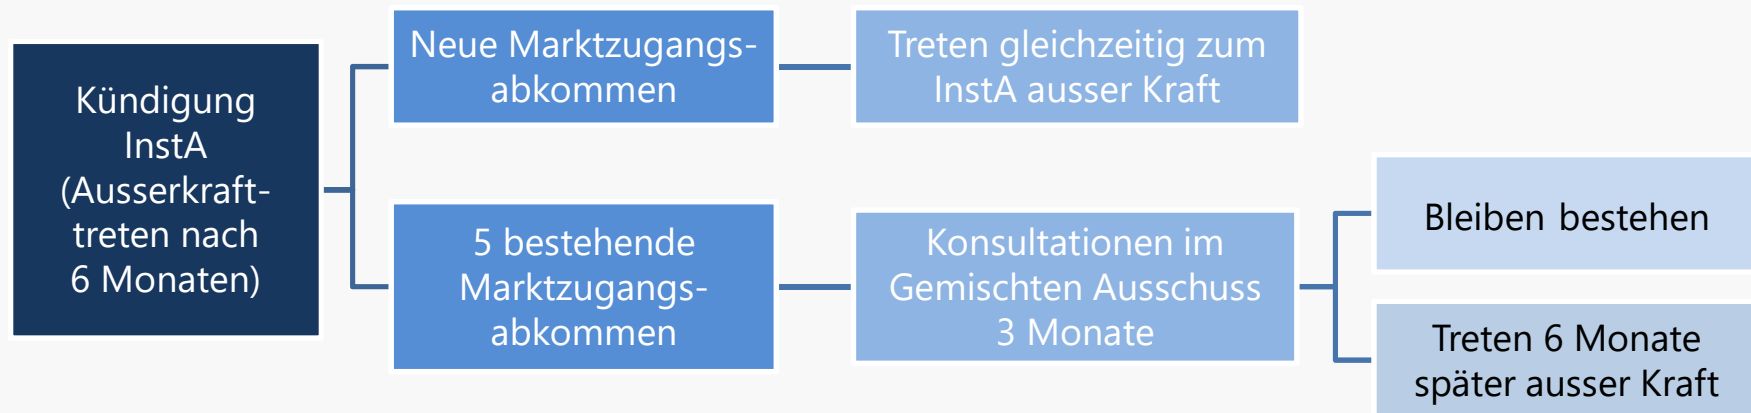 Kündigung
InstA
(Ausserkraft-
treten nach
6 Monaten)
Neue Marktzugangs-
abkommen
Treten gleichzeitig zum
InstA ausser Kraft
5 bestehende
Marktzugangs-
abkommen
Konsultationen im
Gemischten Ausschuss
3 Monate
Bleiben bestehen
Treten 6 Monate
später ausser Kraft